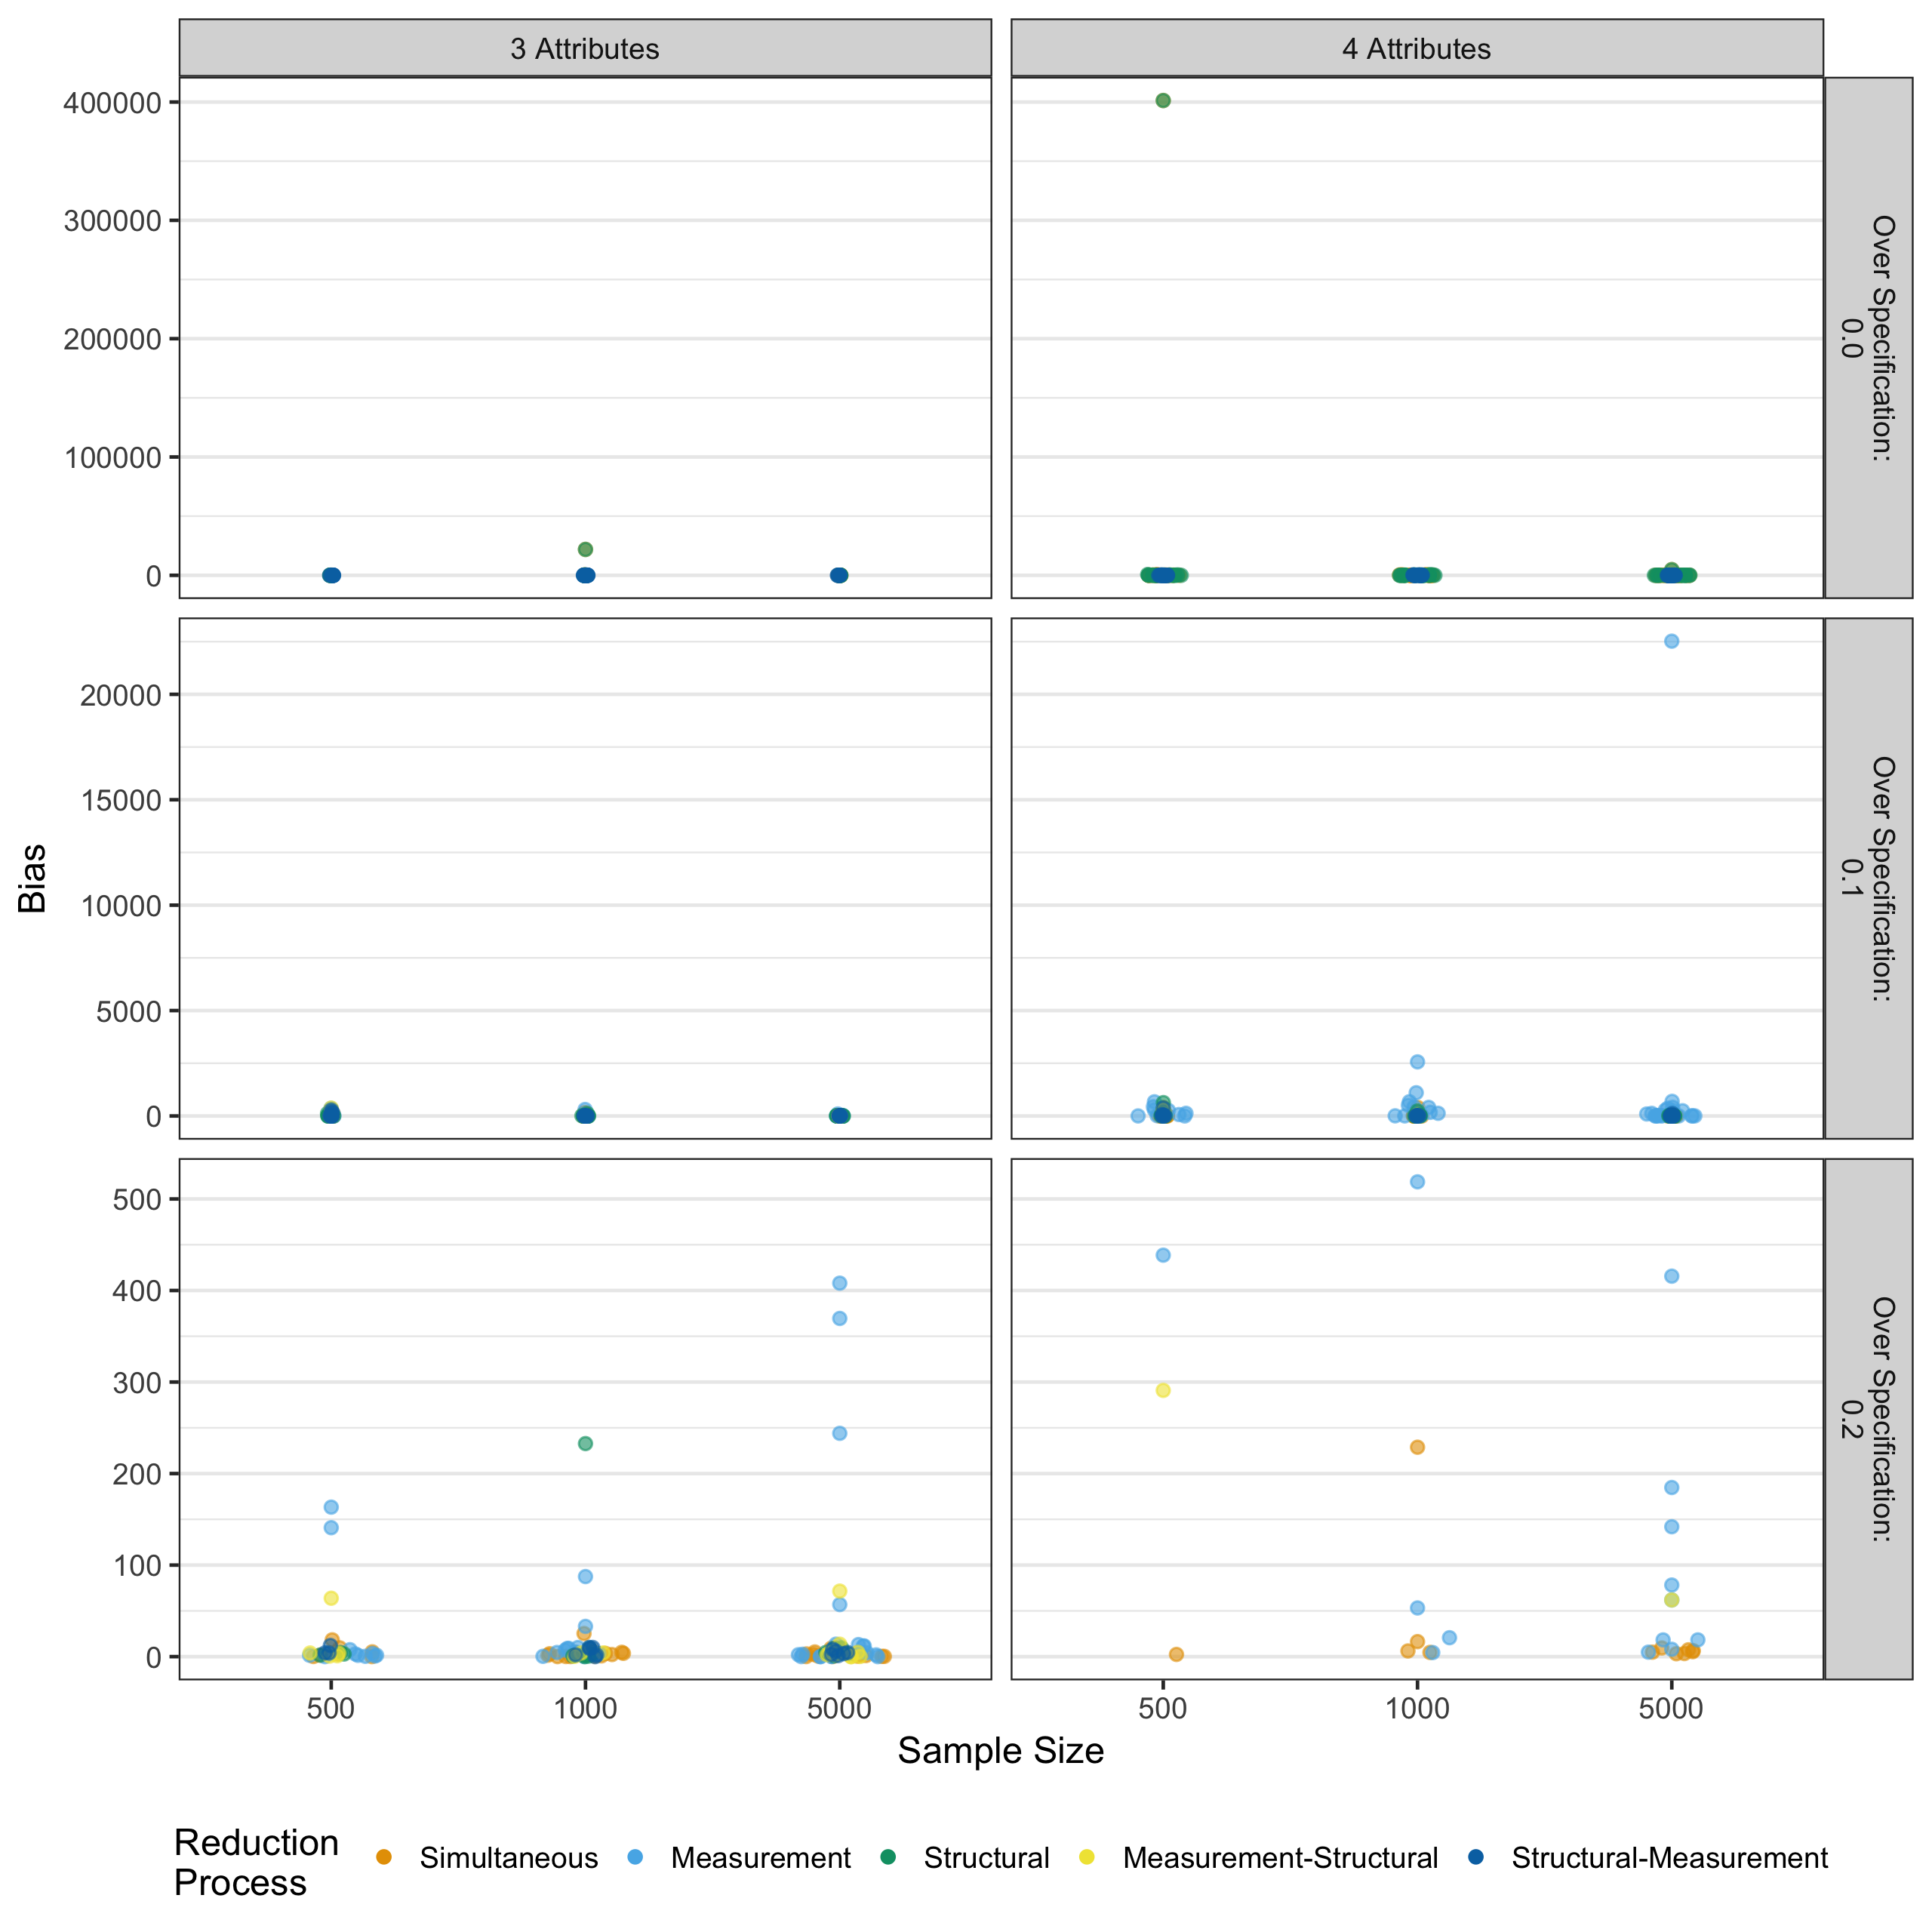 3 Attributes
4 Attributes
400000
300000
200000
100000
0
Over Specification:
0.0
20000
15000
10000
5000
0
Over Specification:
0.1
500
400
300
200
100
0
Over Specification:
0.2
Bias
500
1000
5000
500
1000
5000
Sample Size
Reduction
Process
Simultaneous
Measurement
Structural
Measurement-Structural
Structural-Measurement